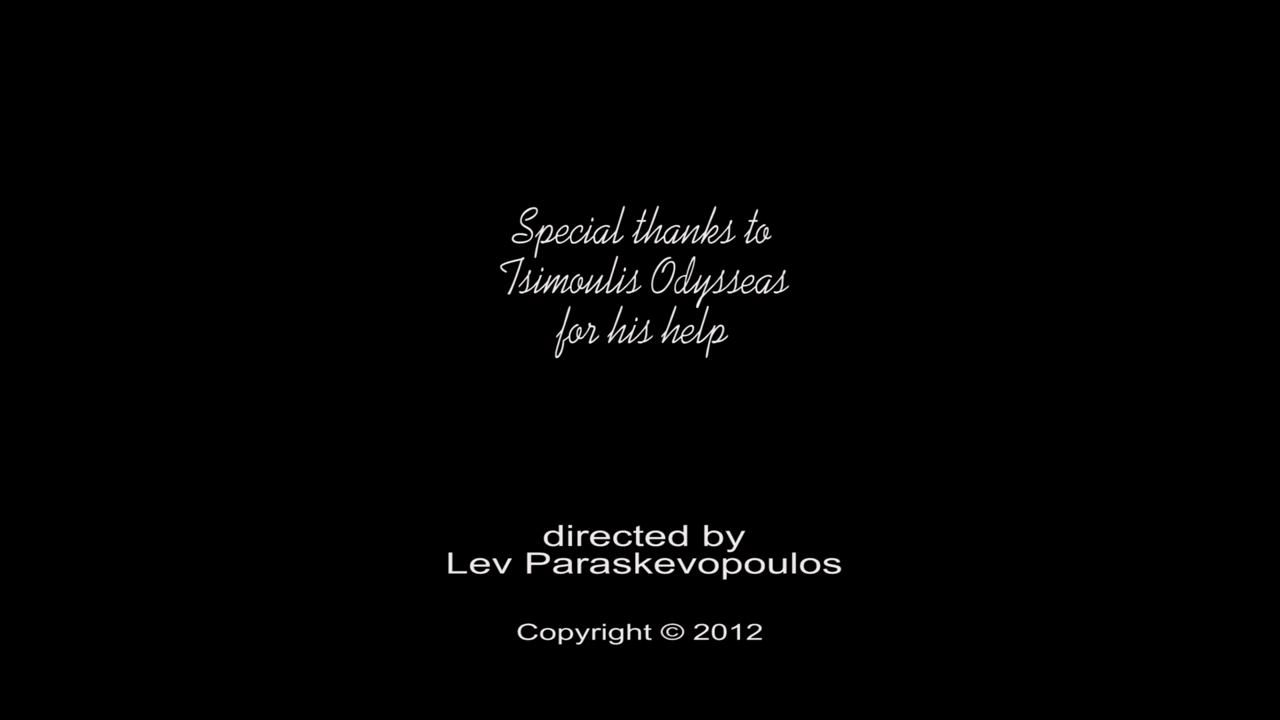 Special thanks to
Tsimoulis Odysseas
for his help
directed by
Lev Paraskevopoulos
Copyright © 2012